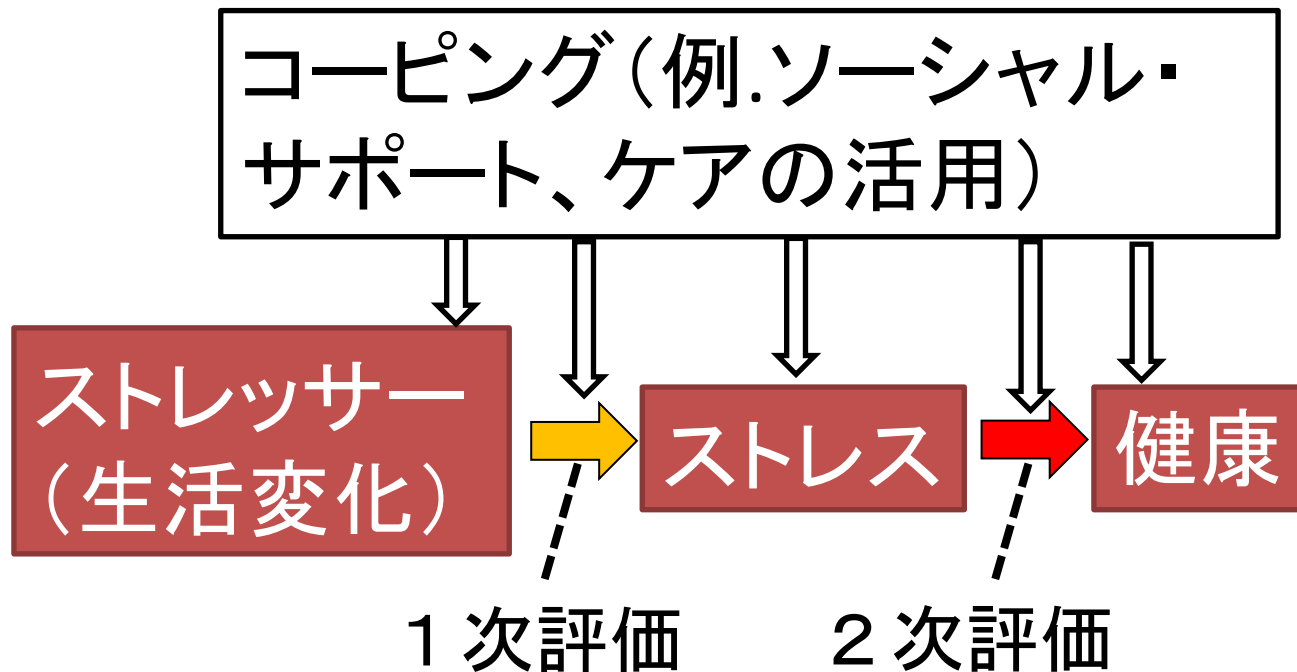 コーピング(例.ソーシャル・
サポート、ケアの活用)
ストレッサー
(生活変化)
ストレス
健康
1次評価
2次評価